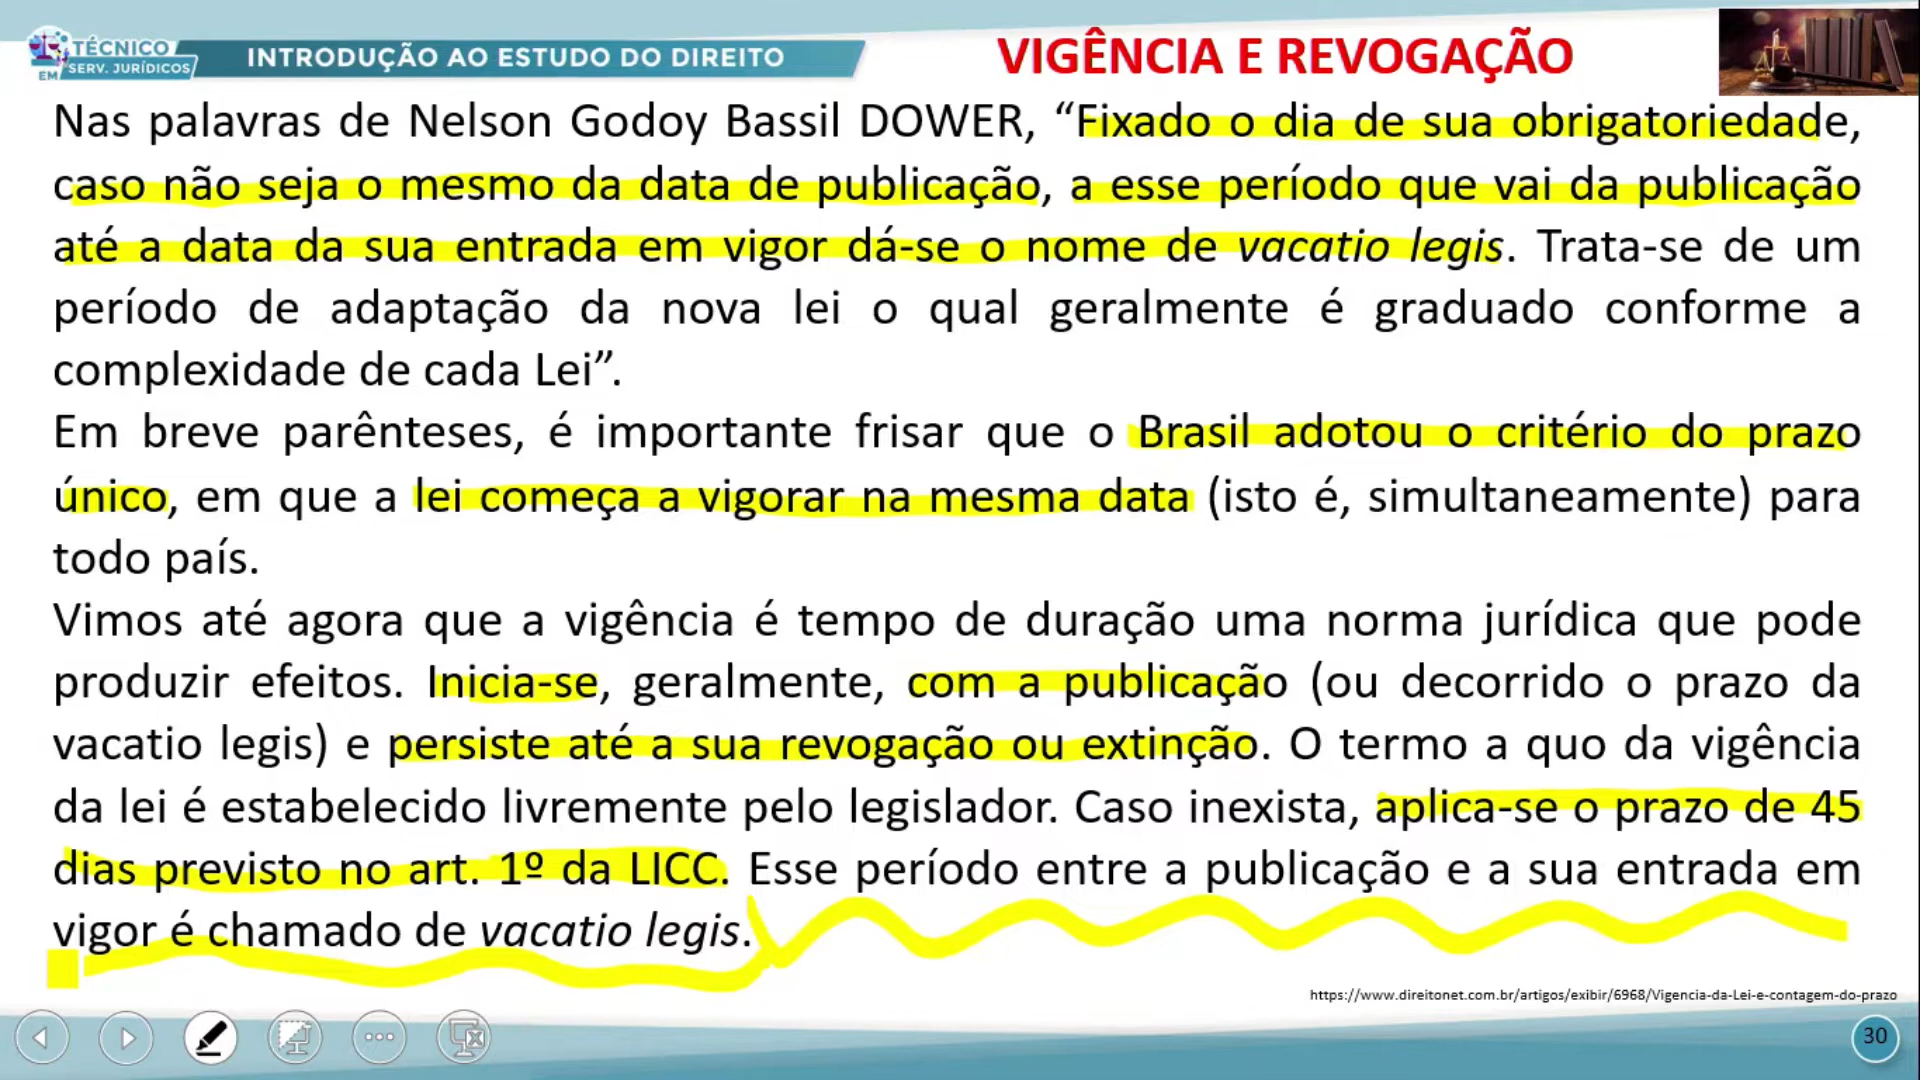 TÉCNICO
EM SERV. JURÍDICOS
INTRODUÇÃO AO ESTUDO DO DIREITO
VIGÊNCIA E REVOGAÇÃO
Nas palavras de Nelson Godoy Bassil DOWER, “Fixado o dia de sua obrigatoriedade,
caso não seja o mesmo da data de publicação, a esse período que vai da publicação
até a data da sua entrada em vigor dá-se o nome de vacatio legis. Trata-se de um
período de adaptação da nova lei o qual geralmente é graduado conforme a
complexidade de cada Lei”.
Em breve parênteses, é importante frisar que o Brasil adotou o critério do prazo
único, em que a lei começa a vigorar na mesma data (isto é, simultaneamente) para
todo país.
Vimos até agora que a vigência é tempo de duração uma norma jurídica que pode
produzir efeitos. Inicia-se, geralmente, com a publicação (ou decorrido o prazo da
vacatio legis) e persiste até a sua revogação ou extinção. O termo a quo da vigência
da lei é estabelecido livremente pelo legislador. Caso inexista, aplica-se o prazo de 45
dias previsto no art. 1º da LICC. Esse período entre a publicação e a sua entrada em
vigor é chamado de vacatio legis.
https://www.direitonet.com.br/artigos/exibir/6968/Vigencia-da-Lei-e-contagem-do-prazo
30